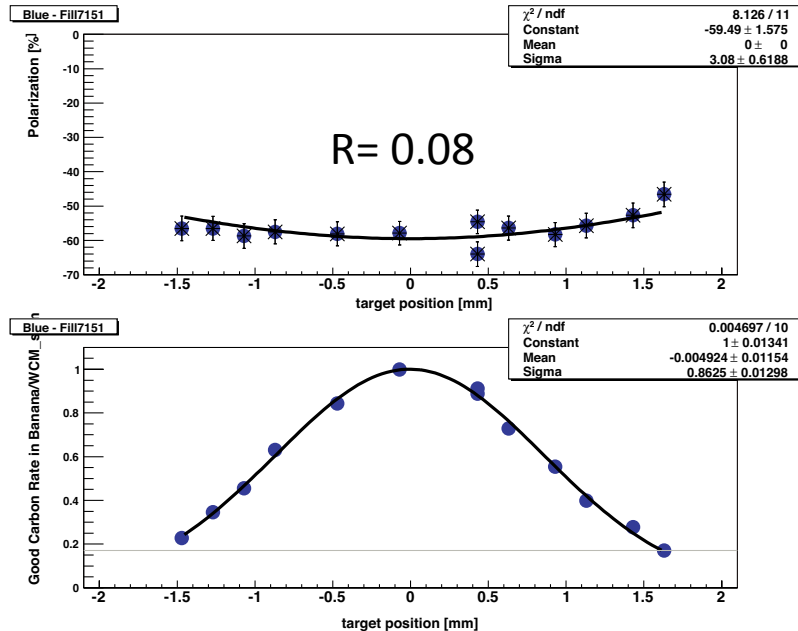 Blue - Fill7151
χ² / ndf 8.126 / 11
Constant -59.49 ± 1.575
Mean 0 ± 0
Sigma 3.08 ± 0.6188
Polarization [%]
0
-10
-20
-30
-40
-50
-60
-70
R= 0.08
-2 -1.5 -1 -0.5 0 0.5 1 1.5 2
target position [mm]
Blue - Fill7151
χ² / ndf 0.004697 / 10
Constant 1 ± 0.01341
Mean -0.004924 ± 0.01154
Sigma 0.8625 ± 0.01298
Good Carbon Rate in Banana/WCM_
1
0.8
0.6
0.4
0.2
0
-2 -1.5 -1 -0.5 0 0.5 1 1.5 2
target position [mm]